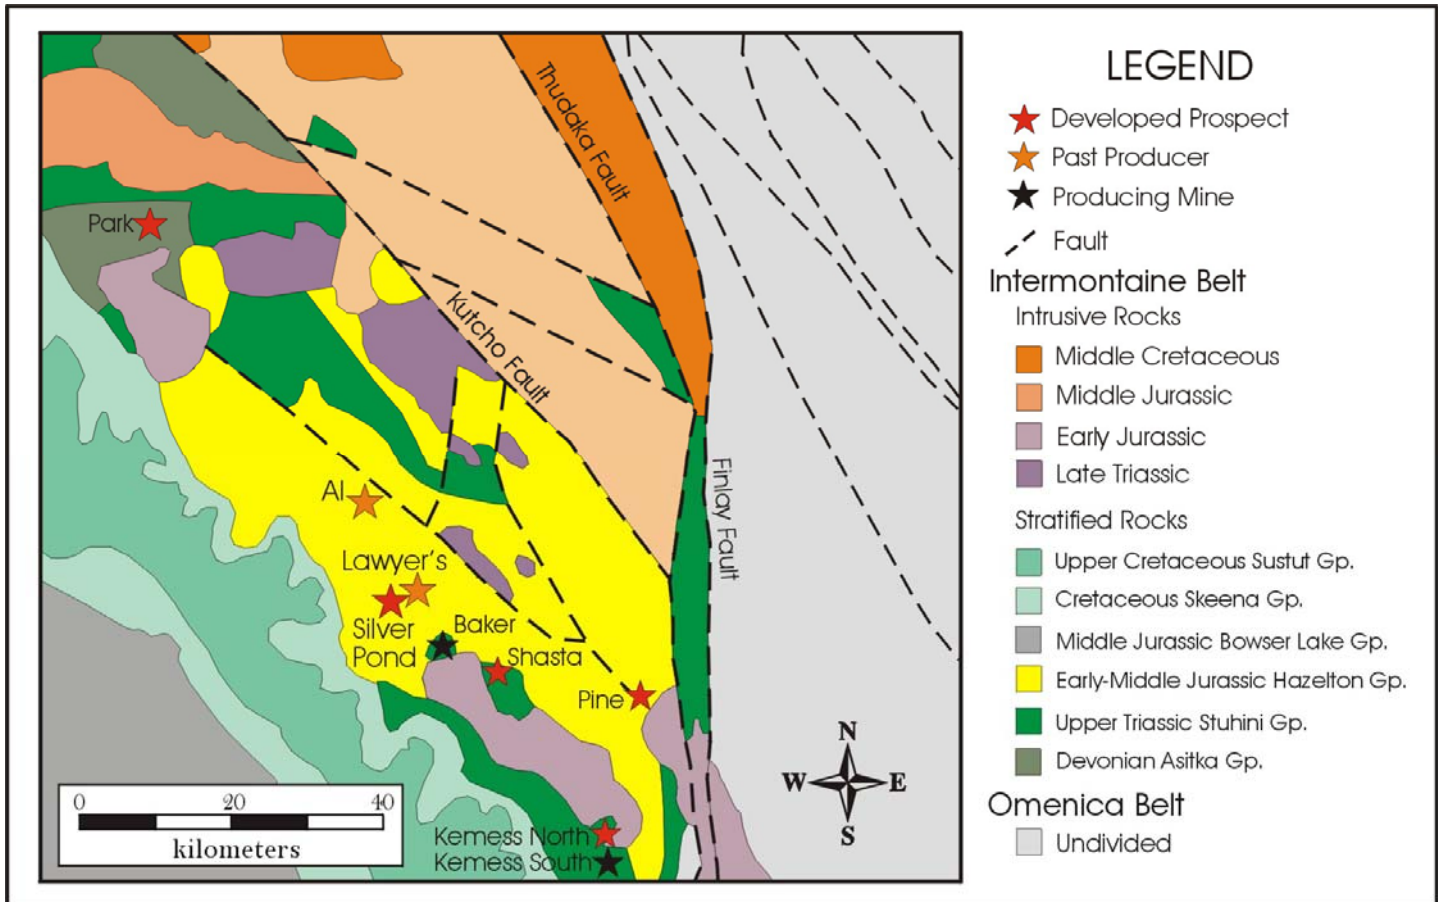 Thudaka Fault
Park
Kutcho Fault
Al
Finlay Fault
Lawyer's
Silver
Pond
Baker
Shasta
Pine
N
W E
S
0 20 40
kilometers
Kemess North
Kemess South
LEGEND
Developed Prospect
Past Producer
Producing Mine
Fault
Intermontaine Belt
Intrusive Rocks
Middle Cretaceous
Middle Jurassic
Early Jurassic
Late Triassic
Stratified Rocks
Upper Cretaceous Sustut Gp.
Cretaceous Skeena Gp.
Middle Jurassic Bowser Lake Gp.
Early-Middle Jurassic Hazelton Gp.
Upper Triassic Stuhini Gp.
Devonian Asitka Gp.
Omenica Belt
Undivided